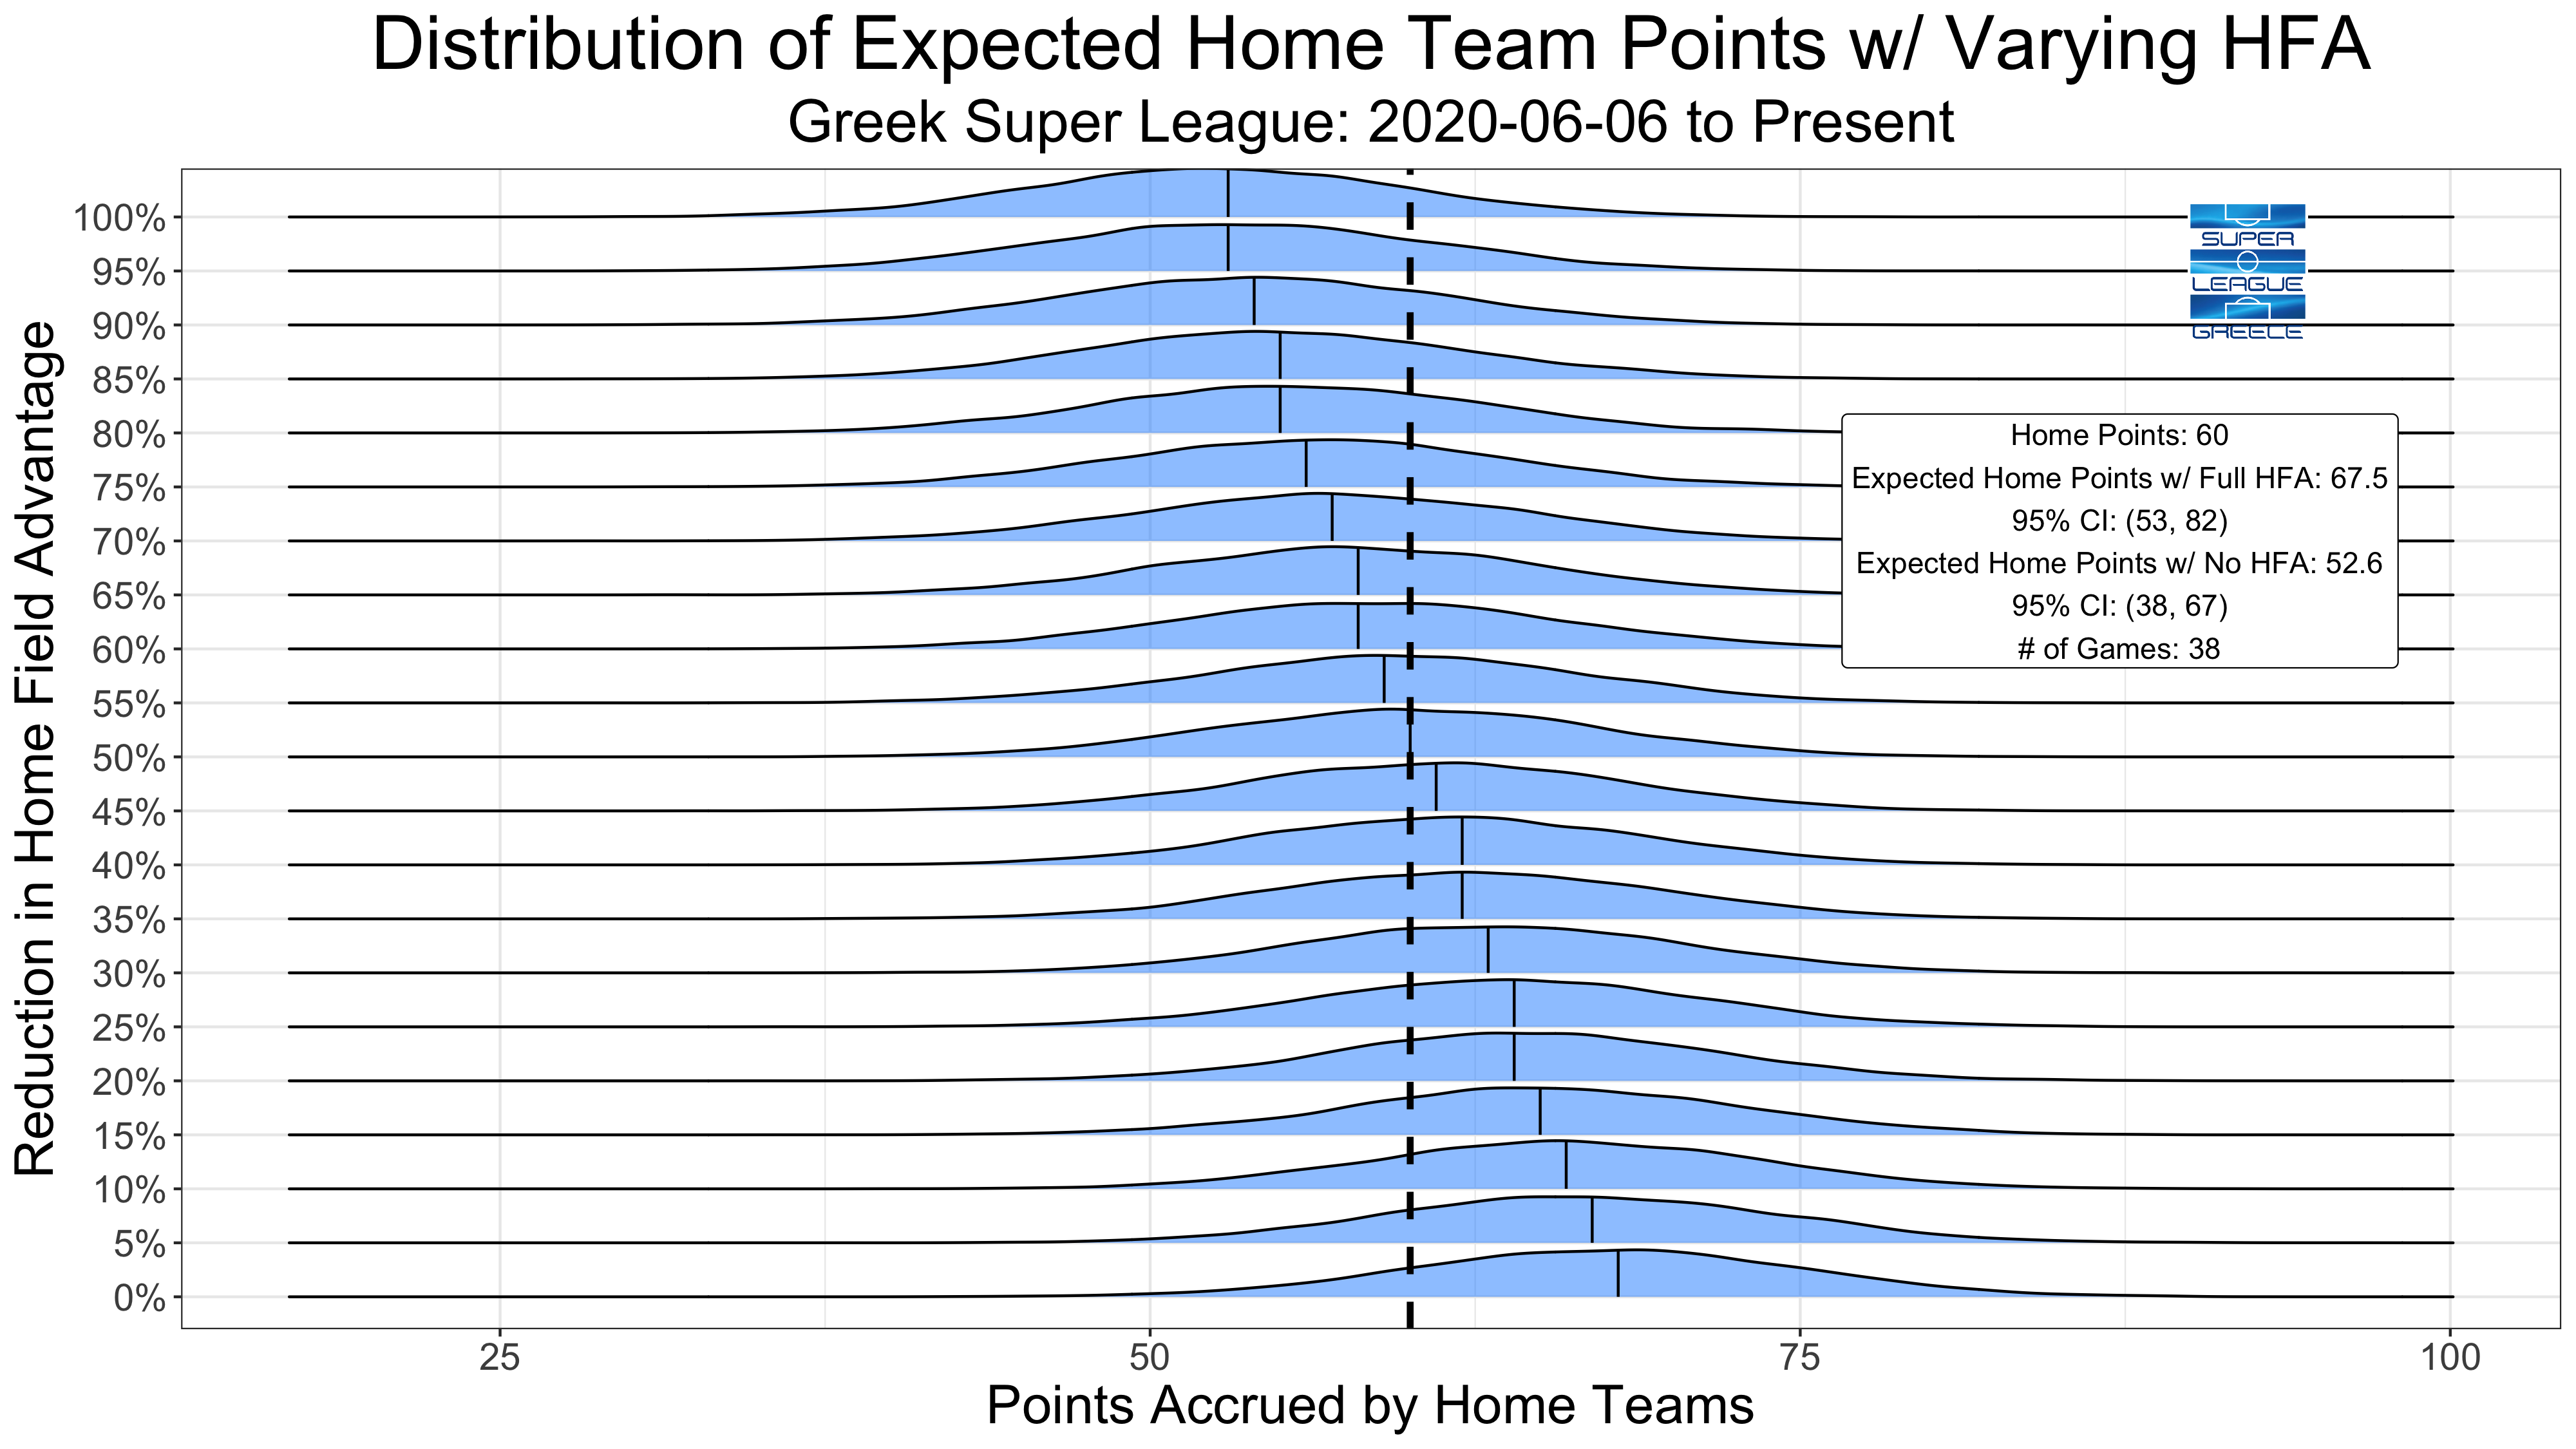 Distribution of Expected Home Team Points w/ Varying HFA
Greek Super League: 2020-06-06 to Present
Reduction in Home Field Advantage
100%
95%
90%
85%
80%
75%
70%
65%
60%
55%
50%
45%
40%
35%
30%
25%
20%
15%
10%
5%
0%
SUPER
LEAGUE
GREECE
Home Points: 60
Expected Home Points w/ Full HFA: 67.5
95% CI: (53, 82)
Expected Home Points w/ No HFA: 52.6
95% CI: (38, 67)
# of Games: 38
25
50
75
100
Points Accrued by Home Teams